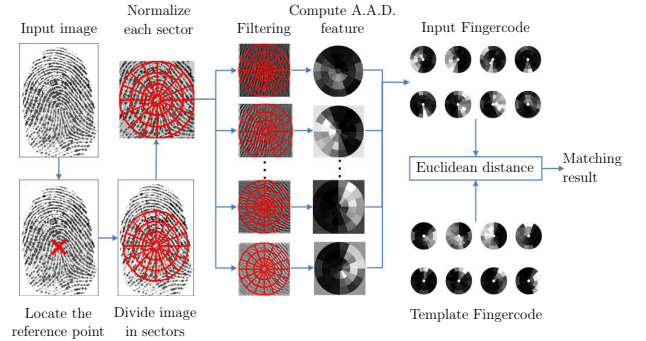 Input image
Normalize
each sector
Filtering
Compute A.A.D.
feature
Input Fingercode
Euclidean distance
Matching
result
Locate the
reference point
Divide image
in sectors
Template Fingercode